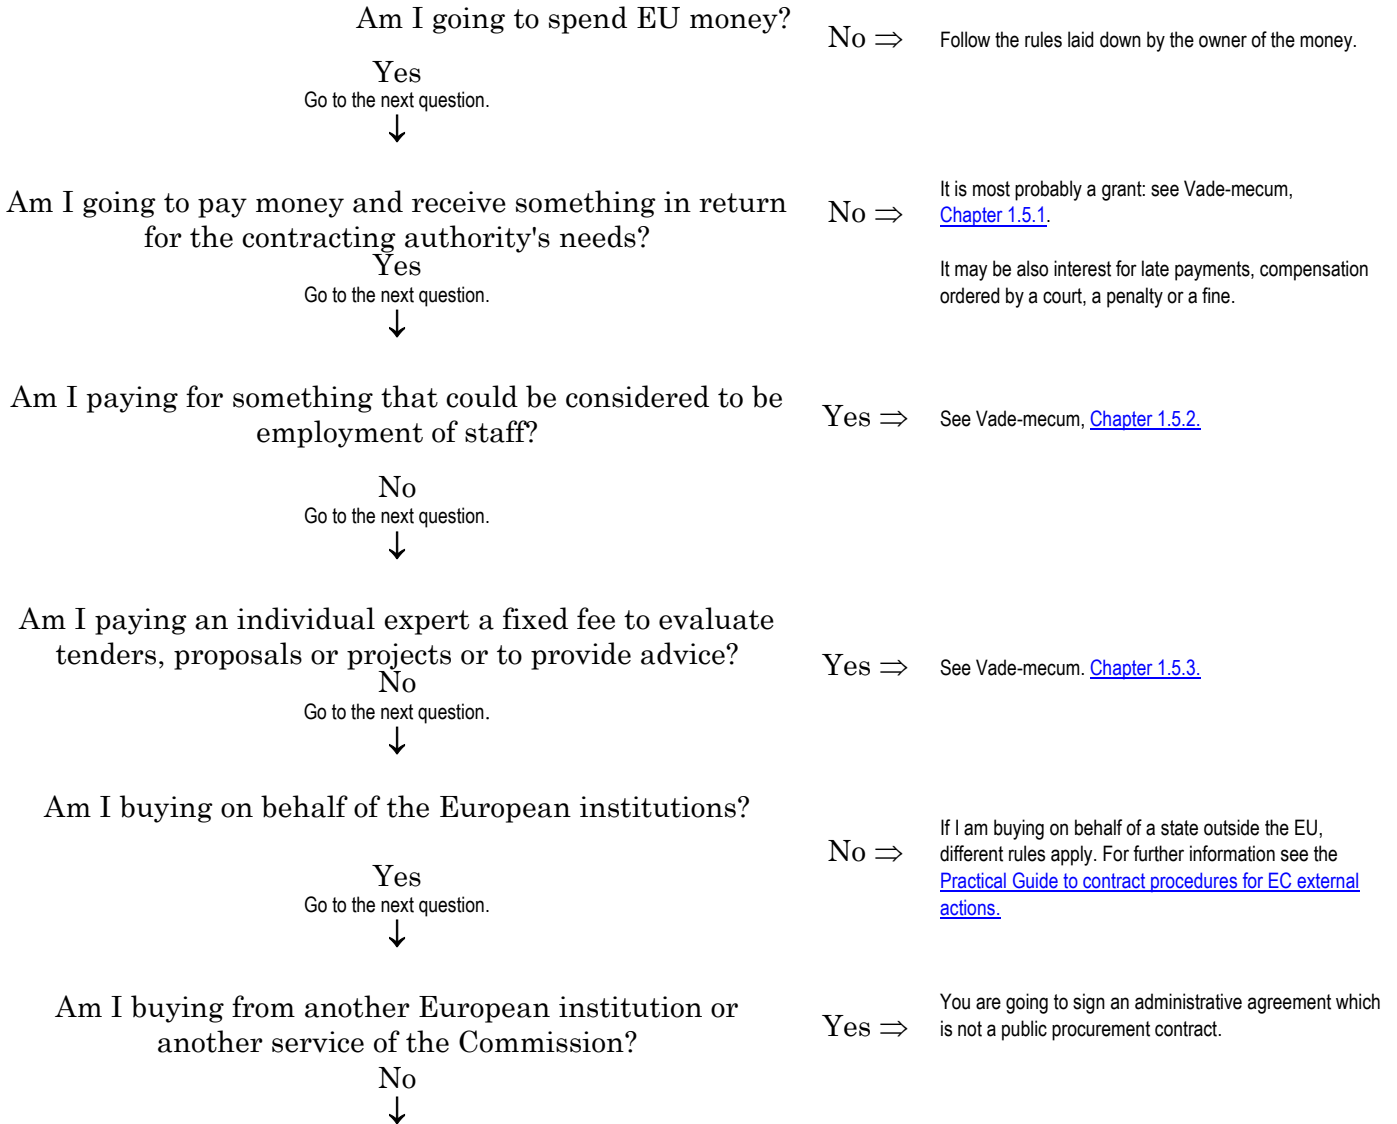 Am I going to spend EU money?
No ⇒ Follow the rules laid down by the owner of the money.
Yes
Go to the next question.
↓
Am I going to pay money and receive something in return
for the contracting authority's needs?
No ⇒ It is most probably a grant: see Vade-mecum,
Chapter 1.5.1.
It may be also interest for late payments, compensation
ordered by a court, a penalty or a fine.
Yes
Go to the next question.
↓
Am I paying for something that could be considered to be
employment of staff?
Yes ⇒ See Vade-mecum, Chapter 1.5.2.
No
Go to the next question.
↓
Am I paying an individual expert a fixed fee to evaluate
tenders, proposals or projects or to provide advice?
Yes ⇒ See Vade-mecum. Chapter 1.5.3.
No
Go to the next question.
↓
Am I buying on behalf of the European institutions?
No ⇒ If I am buying on behalf of a state outside the EU,
different rules apply. For further information see the
Practical Guide to contract procedures for EC external
actions.
Yes
Go to the next question.
↓
Am I buying from another European institution or
another service of the Commission?
Yes ⇒ You are going to sign an administrative agreement which
is not a public procurement contract.
No
↓